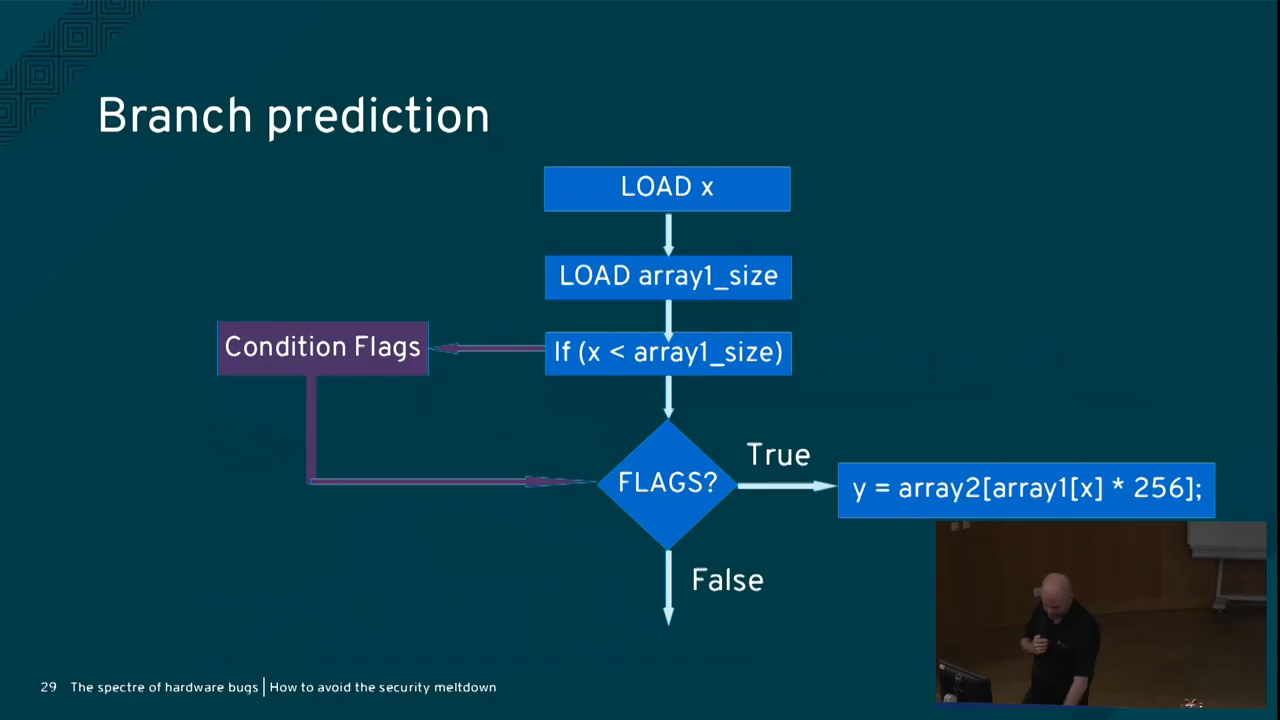 Branch prediction
LOAD x
LOAD array1_size
Condition Flags
If (x < array1_size)
FLAGS?
True
y = array2[array1[x] * 256];
False
29 The spectre of hardware bugs | How to avoid the security meltdown